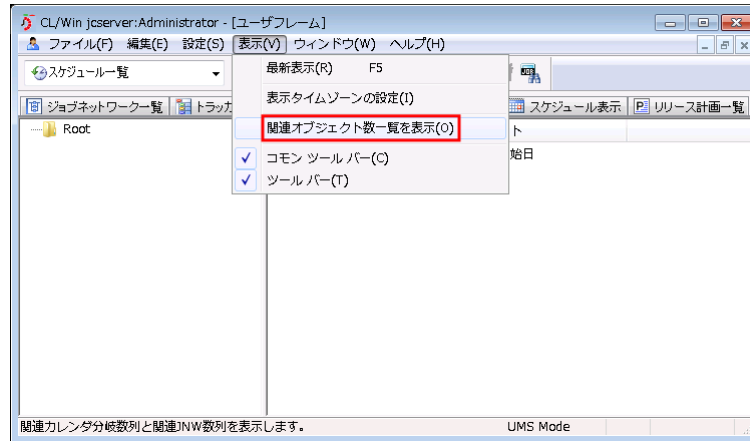 CL/Win jcserver:Administrator - [ユーザフレーム]
ファイル(F) 編集(E) 設定(S) 表示(V) ウィンドウ(W) ヘルプ(H)
スケジュール一覧
最新表示(R) F5
表示タイムゾーンの設定(I)
関連オブジェクト数一覧を表示(O)
コモン ツール バー(C)
ツール バー(T)
ジョブネットワーク一覧 トラッカ
スケジュール表示 リリース計画一覧
Root
ト
始日
関連カレンダ分岐数列と関連JNW数列を表示します。
UMS Mode